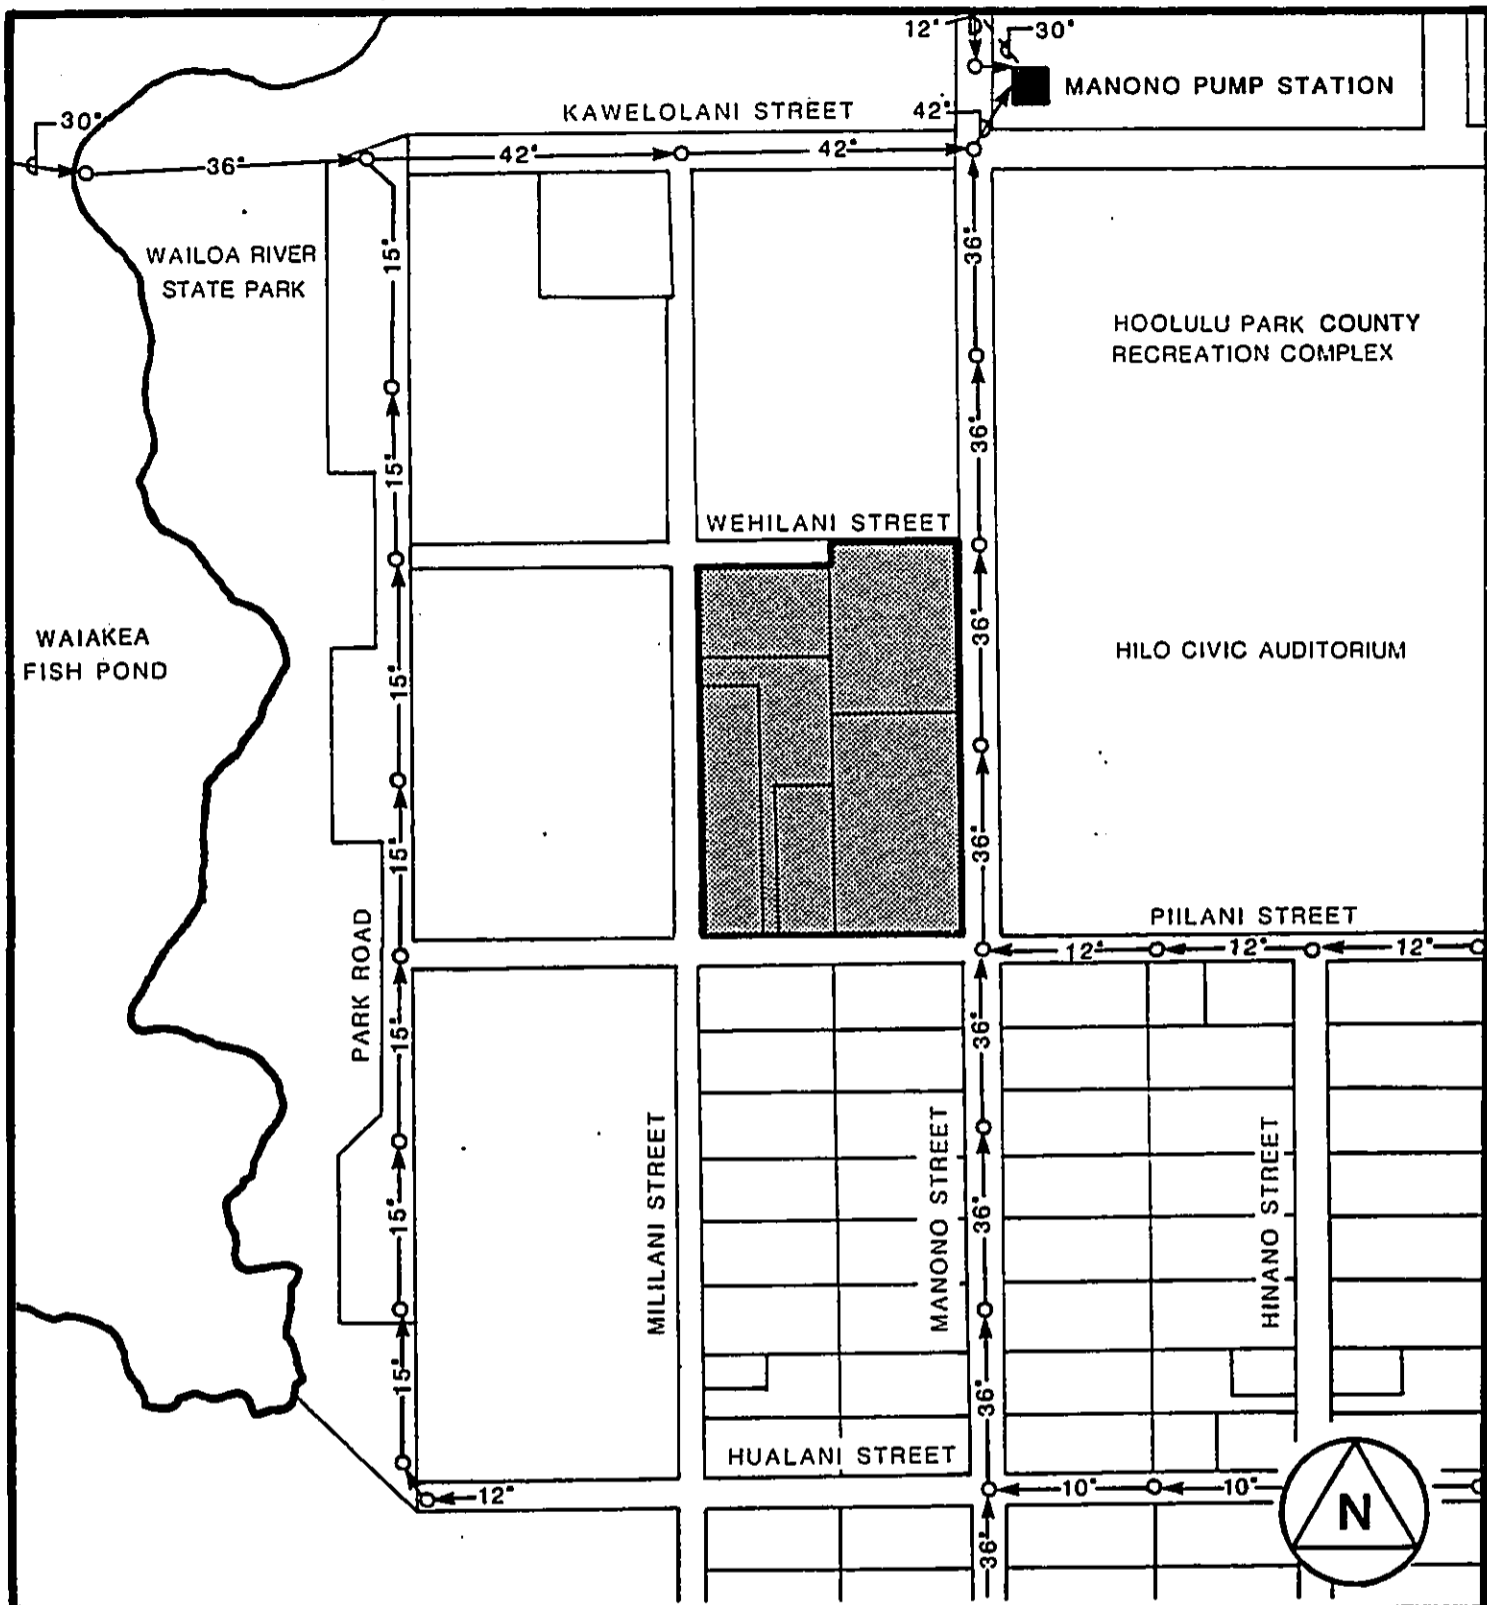 12"
30"
MANONO PUMP STATION
KAWELOLANI STREET
42"
30"
36"
42"
42"
WAILOA RIVER
STATE PARK
15"
36"
HOOLULU PARK COUNTY
RECREATION COMPLEX
15"
36"
WEHILANI STREET
36"
WAIAKEA
FISH POND
HILO CIVIC AUDITORIUM
15"
15"
36"
PIILANI STREET
12"
12"
12"
PARK ROAD
15"
36"
MILILANI STREET
MANONO STREET
HINANO STREET
15"
36"
15"
36"
HUALANI STREET
12"
10"
10"
N
36"